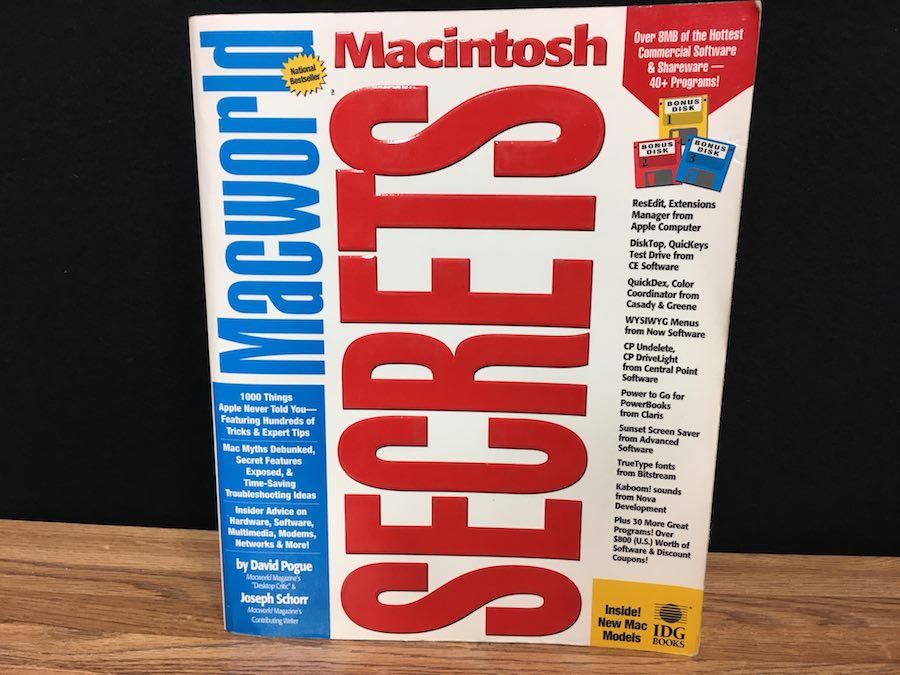 Macworld
National
Bestseller
Macintosh
SECRETS
1000 Things
Apple Never Told You—
Featuring Hundreds of
Tricks & Expert Tips
Mac Myths Debunked,
Secret Features
Exposed, &
Time-Saving
Troubleshooting Ideas
Insider Advice on
Hardware, Software,
Multimedia, Modems,
Networks & More!
by David Pogue
Macworld Magazine's
"Desktop Critic" &
Joseph Schorr
Macworld Magazine's
Contributing Writer
Over 8MB of the Hottest
Commercial Software
& Shareware —
40+ Programs!
BONUS
DISK
1
BONUS
DISK
2
BONUS
DISK
3
ResEdit, Extensions
Manager from
Apple Computer
DiskTop, QuicKeys
Test Drive from
CE Software
QuickDex, Color
Coordinator from
Casady & Greene
WYSIWYG Menus
from Now Software
CP Undelete,
CP DriveLight
from Central Point
Software
Power to Go for
PowerBooks
from Claris
Sunset Screen Saver
from Advanced
Software
TrueType fonts
from Bitstream
Kaboom! sounds
from Nova
Development
Plus 30 More Great
Programs! Over
$800 (U.S.) Worth of
Software & Discount
Coupons!
Inside!
New Mac
Models
IDG
BOOKS